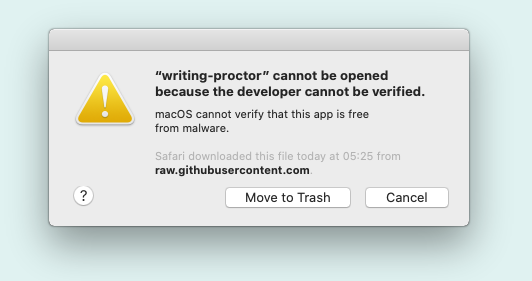 “writing-proctor” cannot be opened
because the developer cannot be verified.
macOS cannot verify that this app is free
from malware.
Safari downloaded this file today at 05:25 from
raw.githubusercontent.com.
?
Move to Trash
Cancel